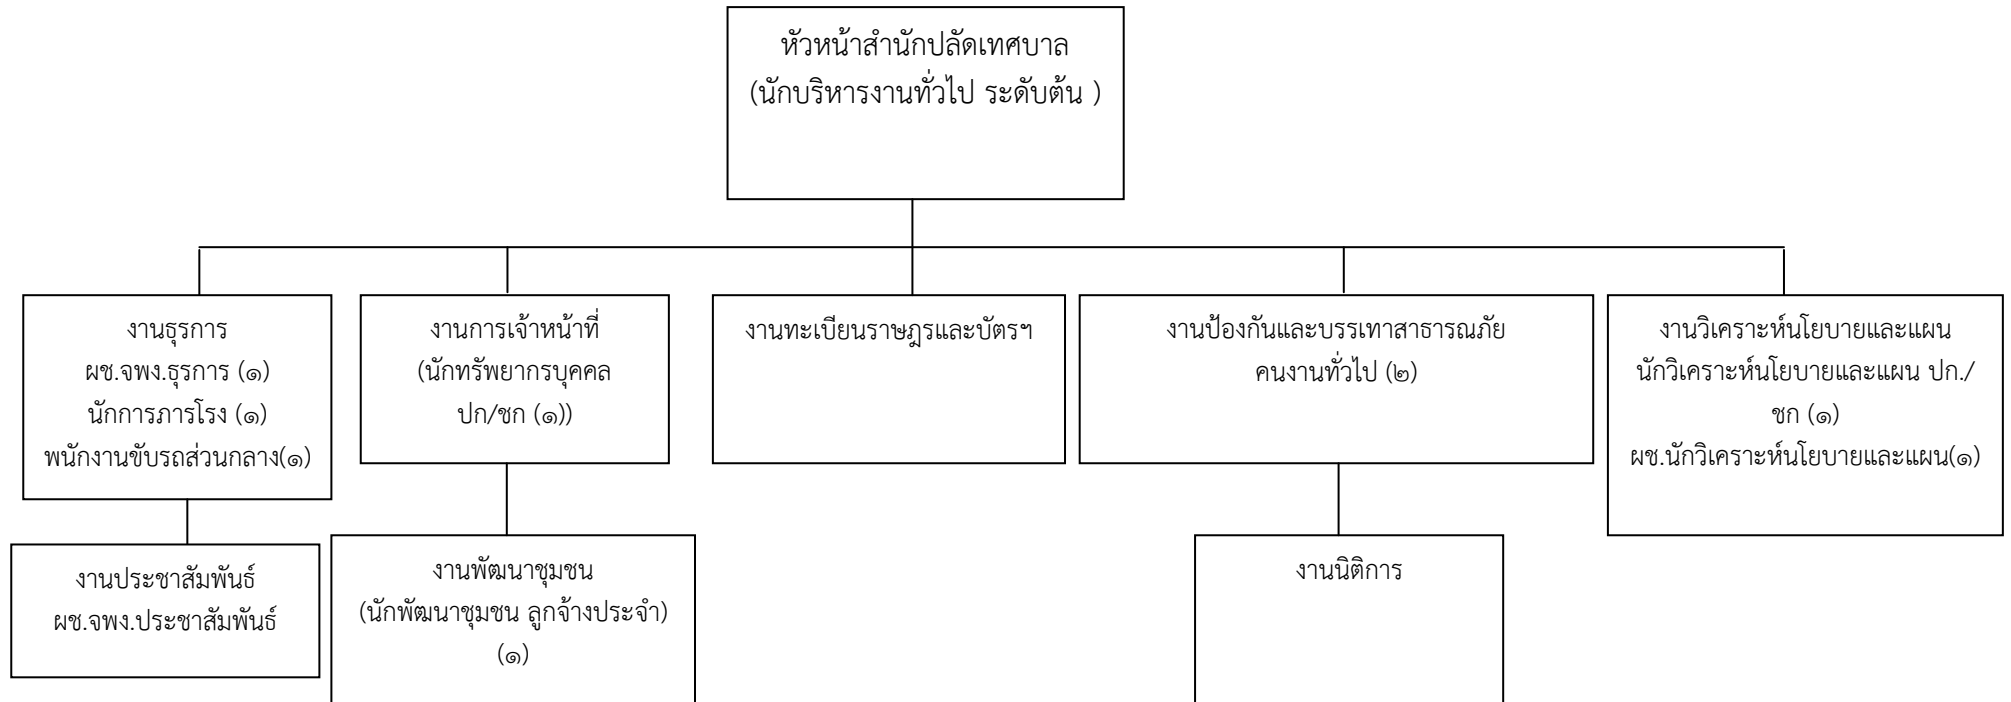 หัวหน้าสำนักปลัดเทศบาล
(นักบริหารงานทั่วไป ระดับต้น )
งานธุรการ
ผช.จพง.ธุรการ (๑)
นักการภารโรง (๑)
พนักงานขับรถส่วนกลาง(๑)
งานการเจ้าหน้าที่
(นักทรัพยากรบุคคล
ปก/ชก (๑))
งานทะเบียนราษฎรและบัตรฯ
งานป้องกันและบรรเทาสาธารณภัย
คนงานทั่วไป (๒)
งานวิเคราะห์นโยบายและแผน
นักวิเคราะห์นโยบายและแผน ปก./
ชก (๑)
ผช.นักวิเคราะห์นโยบายและแผน(๑)
งานประชาสัมพันธ์
ผช.จพง.ประชาสัมพันธ์
งานพัฒนาชุมชน
(นักพัฒนาชุมชน ลูกจ้างประจำ)
(๑)
งานนิติการ